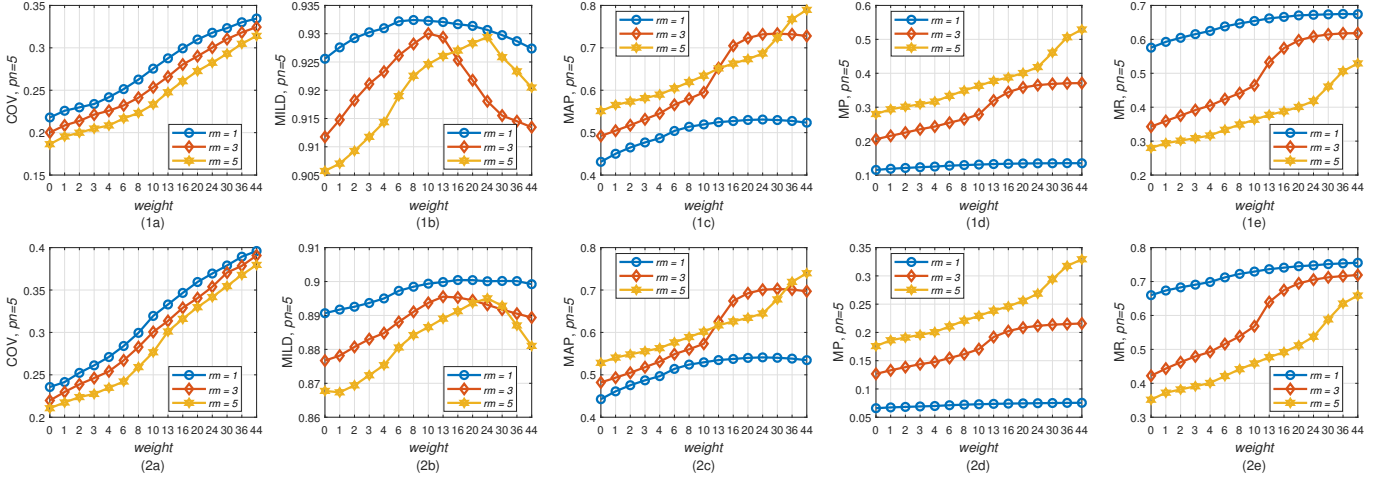 0.35
0.3
0.25
0.2
0.15
COV, pn=5
rm = 1
rm = 3
rm = 5
0 1 2 3 4 6 8 10 13 16 20 24 30 36 44
weight
(1a)
0.935
0.93
0.925
0.92
0.915
0.91
0.905
MILD, pn=5
rm = 1
rm = 3
rm = 5
0 1 2 3 4 6 8 10 13 16 20 24 30 36 44
weight
(1b)
0.8
0.7
0.6
0.5
0.4
MAP, pn=5
rm = 1
rm = 3
rm = 5
0 1 2 3 4 6 8 10 13 16 20 24 30 36 44
weight
(1c)
0.6
0.5
0.4
0.3
0.2
0.1
MP, pn=5
rm = 1
rm = 3
rm = 5
0 1 2 3 4 6 8 10 13 16 20 24 30 36 44
weight
(1d)
0.7
0.6
0.5
0.4
0.3
0.2
0.1
MR, pn=5
rm = 1
rm = 3
rm = 5
0 1 2 3 4 6 8 10 13 16 20 24 30 36 44
weight
(1e)
0.4
0.35
0.3
0.25
0.2
COV, pn=5
rm = 1
rm = 3
rm = 5
0 1 2 3 4 6 8 10 13 16 20 24 30 36 44
weight
(2a)
0.91
0.9
0.89
0.88
0.87
0.86
MILD, pn=5
rm = 1
rm = 3
rm = 5
0 1 2 3 4 6 8 10 13 16 20 24 30 36 44
weight
(2b)
0.8
0.7
0.6
0.5
0.4
MAP, pn=5
rm = 1
rm = 3
rm = 5
0 1 2 3 4 6 8 10 13 16 20 24 30 36 44
weight
(2c)
0.35
0.3
0.25
0.2
0.15
0.1
0.05
MP, pn=5
rm = 1
rm = 3
rm = 5
0 1 2 3 4 6 8 10 13 16 20 24 30 36 44
weight
(2d)
0.8
0.7
0.6
0.5
0.4
0.3
MR, pn=5
rm = 1
rm = 3
rm = 5
0 1 2 3 4 6 8 10 13 16 20 24 30 36 44
weight
(2e)